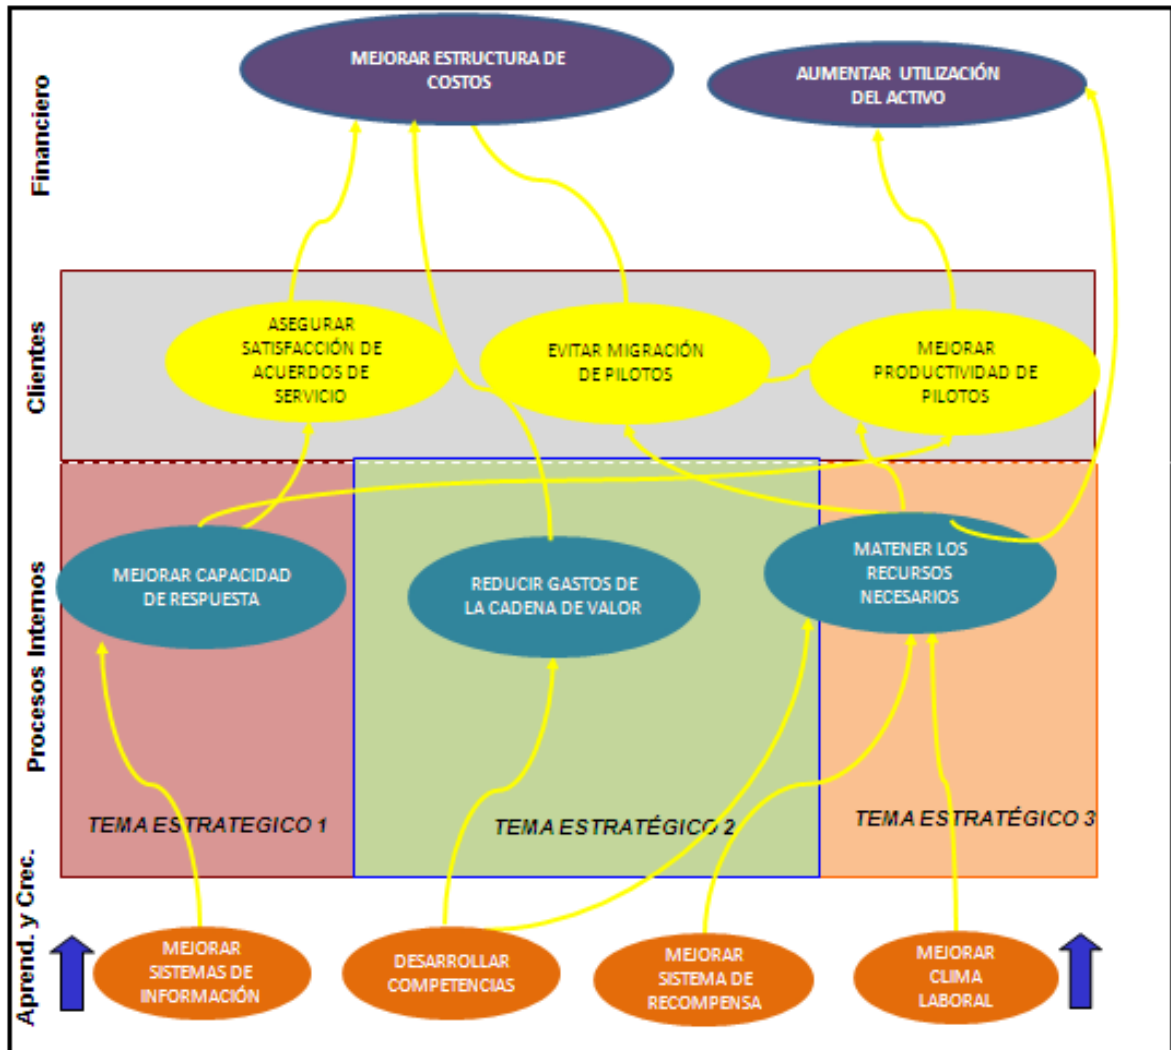 Financiero
MEJORAR ESTRUCTURA DE
COSTOS
AUMENTAR UTILIZACIÓN
DEL ACTIVO
Clientes
ASEGURAR
SATISFACCIÓN DE
ACUERDOS DE
SERVICIO
EVITAR MIGRACIÓN
DE PILOTOS
MEJORAR
PRODUCTIVIDAD DE
PILOTOS
Procesos Internos
MEJORAR CAPACIDAD
DE RESPUESTA
REDUCIR GASTOS DE
LA CADENA DE VALOR
MATENER LOS
RECURSOS
NECESARIOS
TEMA ESTRATEGICO 1
TEMA ESTRATÉGICO 2
TEMA ESTRATÉGICO 3
Aprend. y Crec.
MEJORAR
SISTEMAS DE
INFORMACIÓN
DESARROLLAR
COMPETENCIAS
MEJORAR
SISTEMA DE
RECOMPENSA
MEJORAR
CLIMA
LABORAL